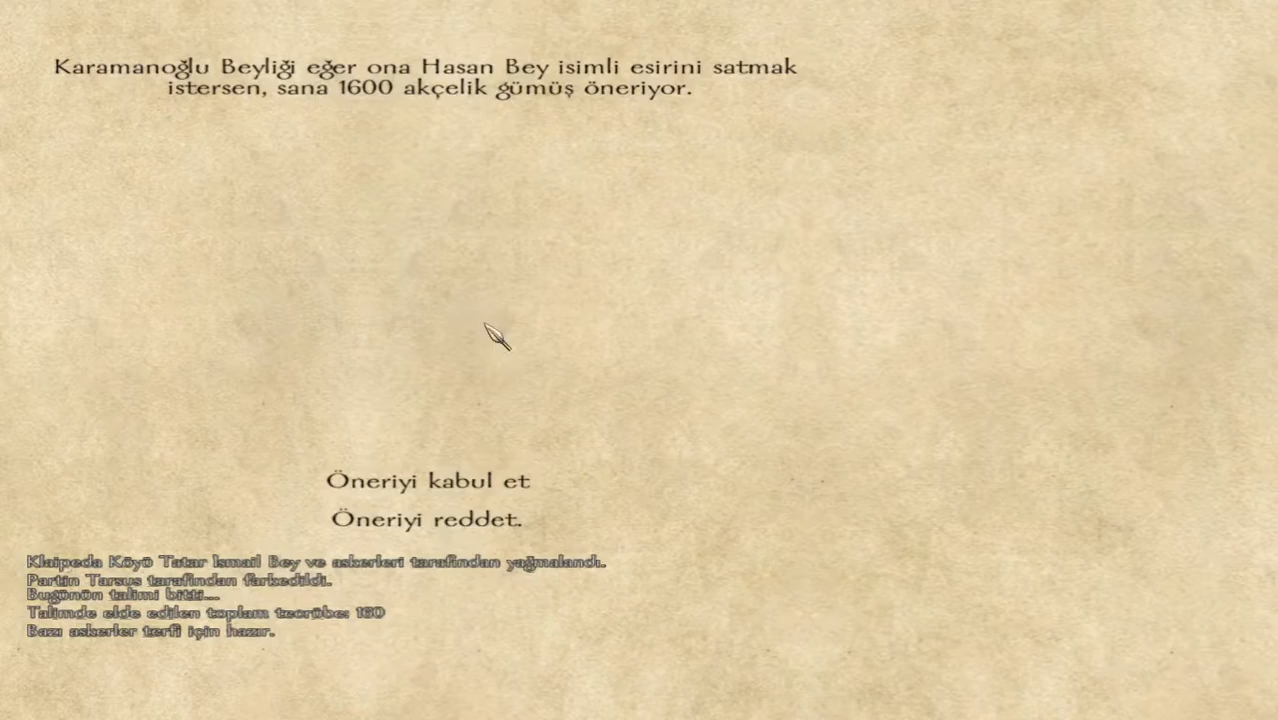 Karamanoğlu Beyliği eğer ona Hasan Bey isimli esirini satmak
istersen, sana 1600 akçelik gümüş öneriyor.
Öneriyi kabul et
Öneriyi reddet.
Klaipeda Köyü Tatar İsmail Bey ve askerleri tarafından yağmalandı.
Partin Tarsus tarafından farkedildi.
Bugünün talimi bitti...
Talimde elde edilen toplam tecrübe: 160
Bazı askerler terfi için hazır.